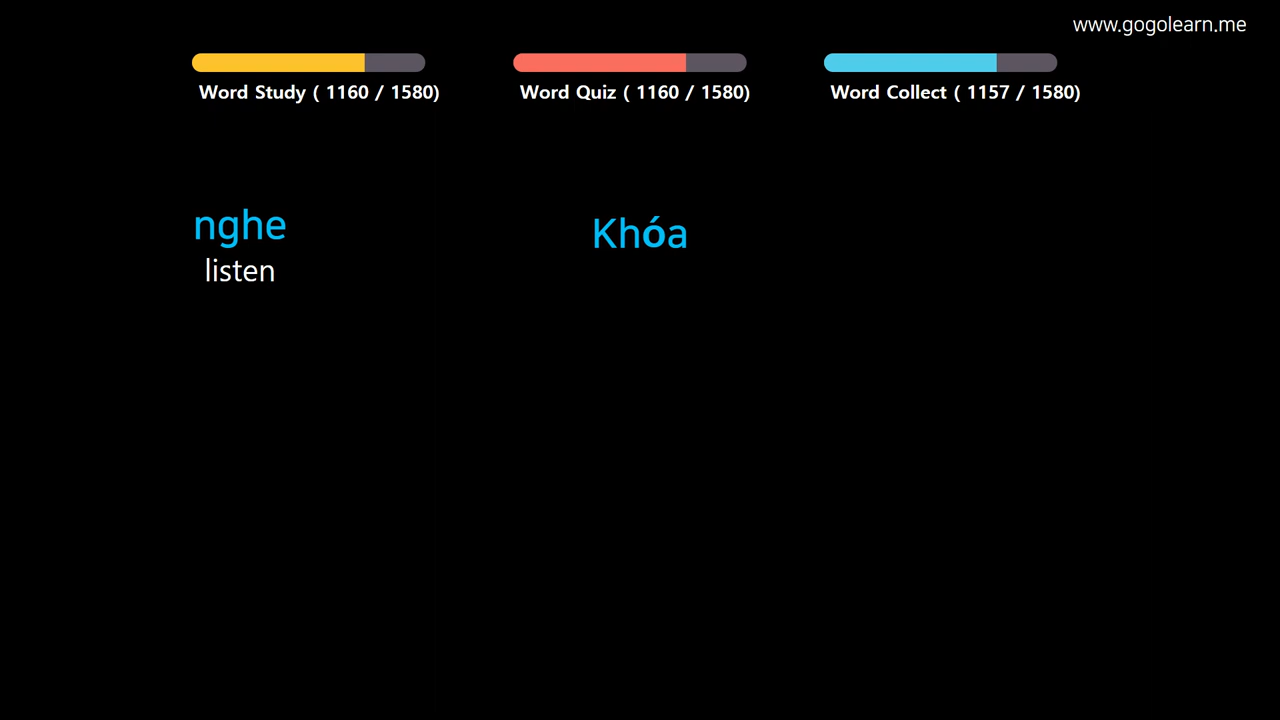 www.gogolearn.me
Word Study ( 1160 / 1580)
Word Quiz ( 1160 / 1580)
Word Collect ( 1157 / 1580)
nghe
listen
Khóa